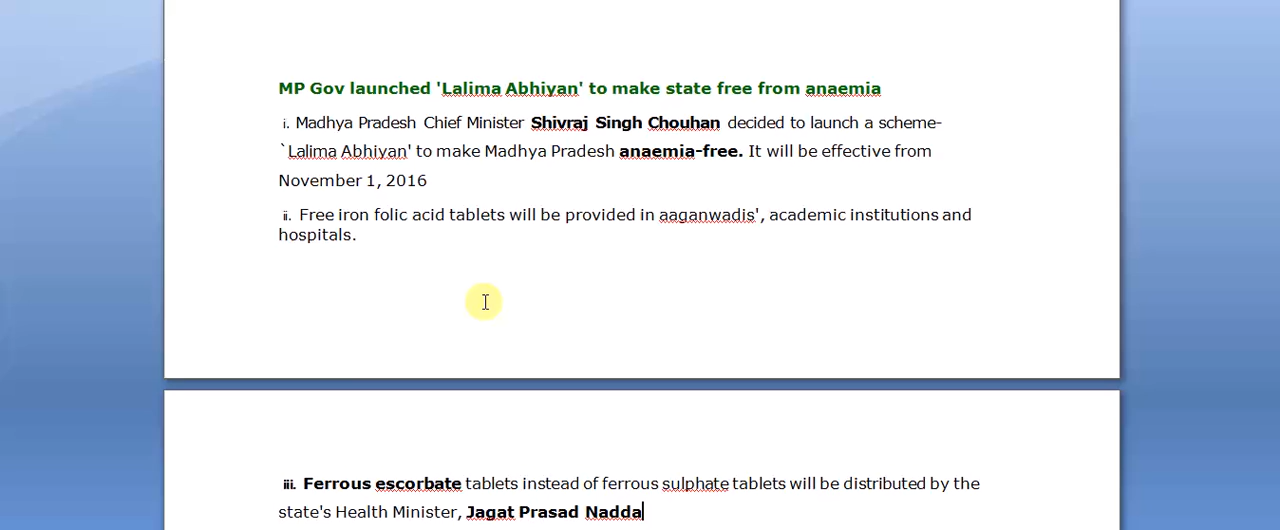 MP Gov launched 'Lalima Abhiyan' to make state free from anaemia
i. Madhya Pradesh Chief Minister Shivraj Singh Chouhan decided to launch a scheme-
`Lalima Abhiyan' to make Madhya Pradesh anaemia-free. It will be effective from
November 1, 2016
ii. Free iron folic acid tablets will be provided in aaganwadis', academic institutions and
hospitals.
iii. Ferrous escorbate tablets instead of ferrous sulphate tablets will be distributed by the
state's Health Minister, Jagat Prasad Nadda